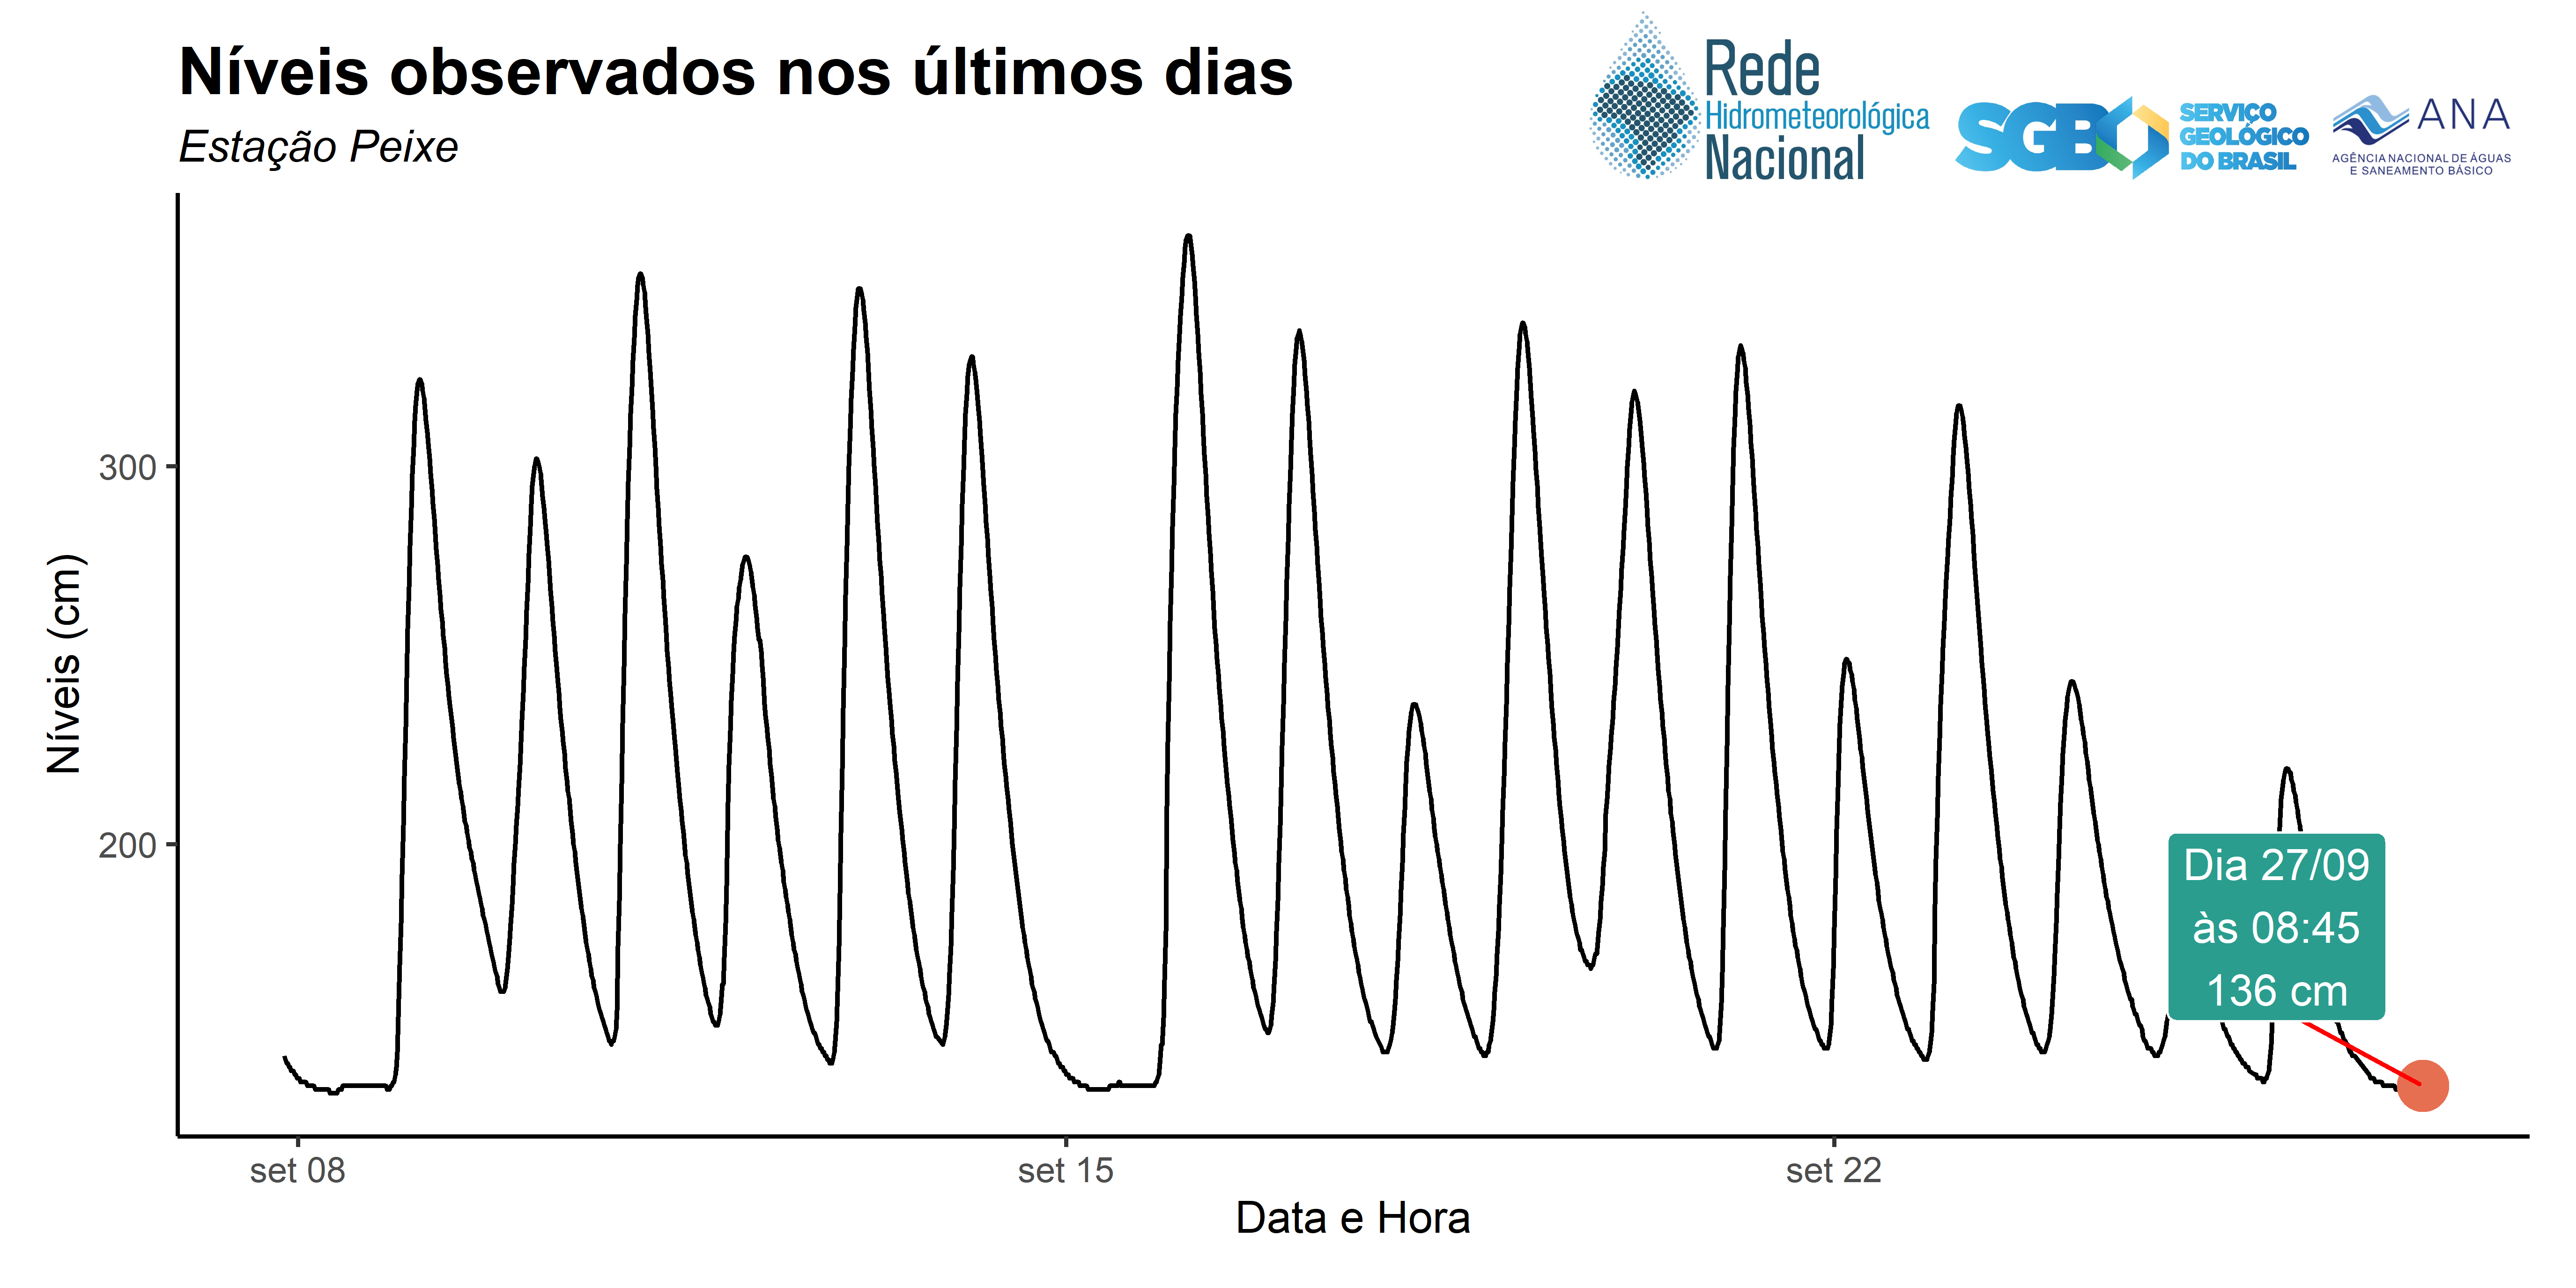 Níveis observados nos últimos dias
Estação Peixe
Rede
Hidrometeorológica
Nacional
SGB
SERVIÇO
GEOLÓGICO
DO BRASIL
ANA
AGÊNCIA NACIONAL DE ÁGUAS
E SANEAMENTO BÁSICO
Níveis (cm)
300
200
Dia 27/09
às 08:45
136 cm
set 08
set 15
set 22
Data e Hora